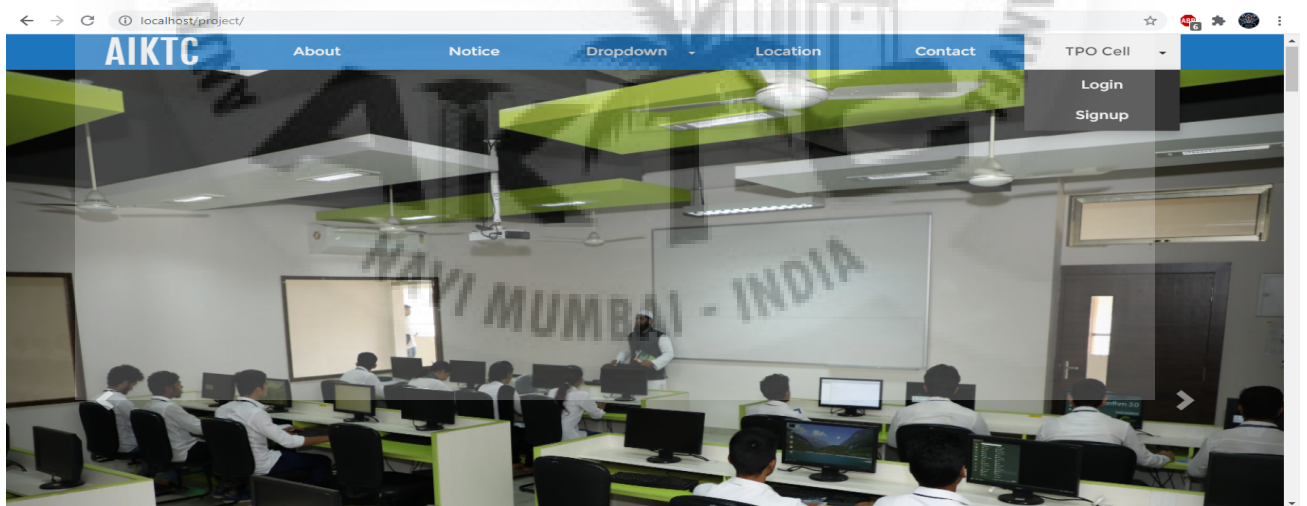 localhost/project/
AIKTC
About
Notice
Dropdown
Location
Contact
TPO Cell
Login
Signup
NAVI MUMBAI - INDIA